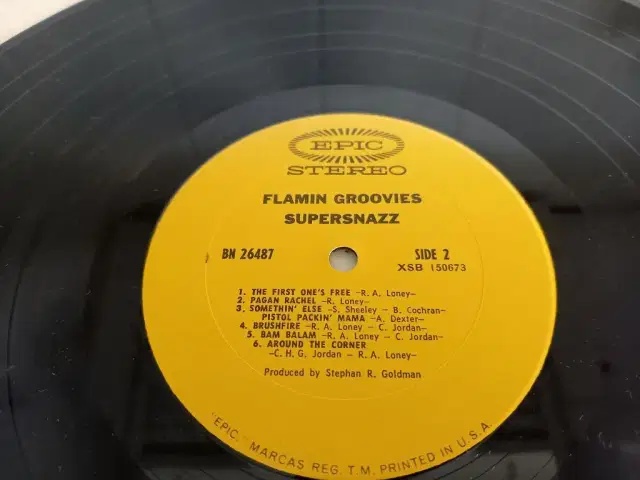 EPIC
STEREO
FLAMIN GROOVIES
SUPERSNAZZ
BN 26487 SIDE 2
XSB 150673
1. THE FIRST ONE'S FREE –R. A. Loney–
2. PAGAN RACHEL –R. Loney–
3. SOMETHIN' ELSE –S. Sheeley – B. Cochran–
PISTOL PACKIN' MAMA –A. Dexter–
4. BRUSHFIRE –R. A. Loney – C. Jordan–
5. BAM BALAM –R. A. Loney – C. Jordan–
6. AROUND THE CORNER
–C. H. G. Jordan – R. A. Loney–
Produced by Stephan R. Goldman
"EPIC," MARCAS REG. T.M. PRINTED IN U.S.A.